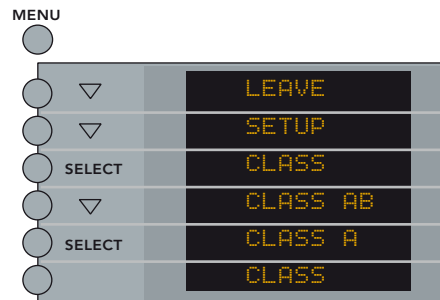 MENU
▽ LEAVE
▽ SETUP
SELECT CLASS
▽ CLASS AB
SELECT CLASS A
CLASS